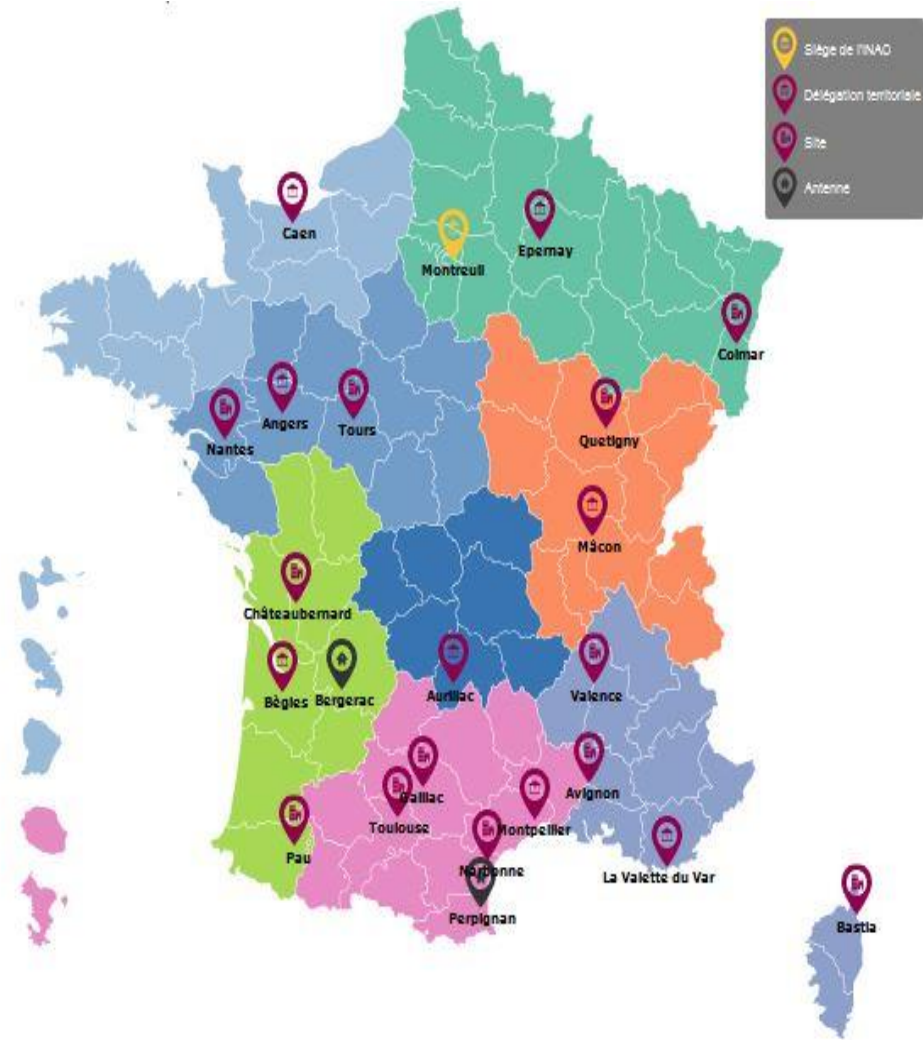 Siège de l'INAO
Délégation territoriale
Site
Antenne
Caen
Montreuil
Epernay
Colmar
Nantes
Angers
Tours
Quetigny
Mâcon
Châteaubernard
Bègles
Bergerac
Aurillac
Valence
Gaillac
Avignon
Toulouse
Montpellier
Pau
Narbonne
La Valette du Var
Perpignan
Bastia